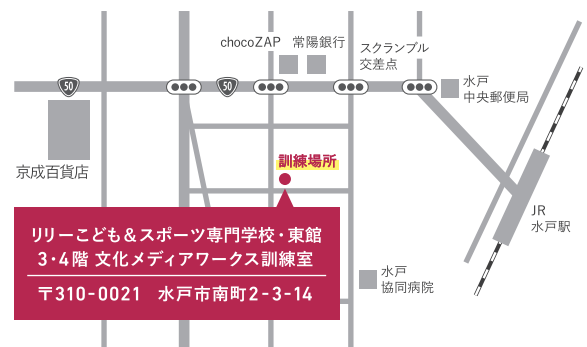 chocoZAP 常陽銀行
スクランブル
交差点
50
50
水戸
中央郵便局
京成百貨店
訓練場所
JR
水戸駅
リリーこども&スポーツ専門学校・東館
3・4階 文化メディアワークス訓練室
〒310-0021 水戸市南町2-3-14
水戸
協同病院